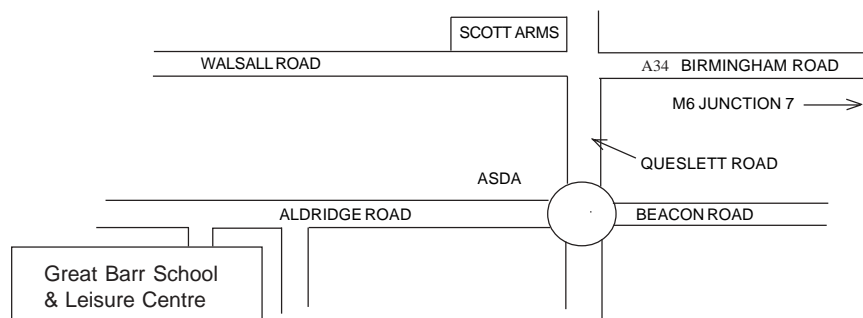 SCOTT ARMS
WALSALL ROAD
A34 BIRMINGHAM ROAD
M6 JUNCTION 7
QUESLETT ROAD
ASDA
ALDRIDGE ROAD
BEACON ROAD
Great Barr School
& Leisure Centre